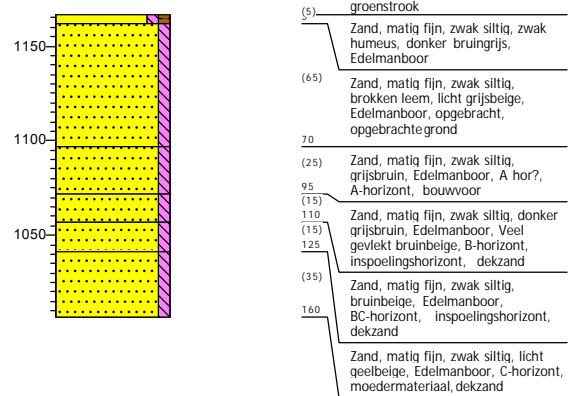 groenstrook
(5)
5
Zand, matig fijn, zwak siltig, zwak
humeus, donker bruingrijs,
Edelmanboor
1150
(65)
Zand, matig fijn, zwak siltig,
brokken leem, licht grijsbeige,
Edelmanboor, opgebracht,
opgebrachte grond
1100
70
(25)
Zand, matig fijn, zwak siltig,
grijsbruin, Edelmanboor, A hor?,
A-horizont, bouwvoor
95
(15)
110
Zand, matig fijn, zwak siltig, donker
grijsbruin, Edelmanboor, Veel
gevlekt bruinbeige, B-horizont,
inspoelingshorizont, dekzand
1050
(15)
125
(35)
Zand, matig fijn, zwak siltig,
bruinbeige, Edelmanboor,
BC-horizont, inspoelingshorizont,
dekzand
160
Zand, matig fijn, zwak siltig, licht
geelbeige, Edelmanboor, C-horizont,
moedermateriaal, dekzand